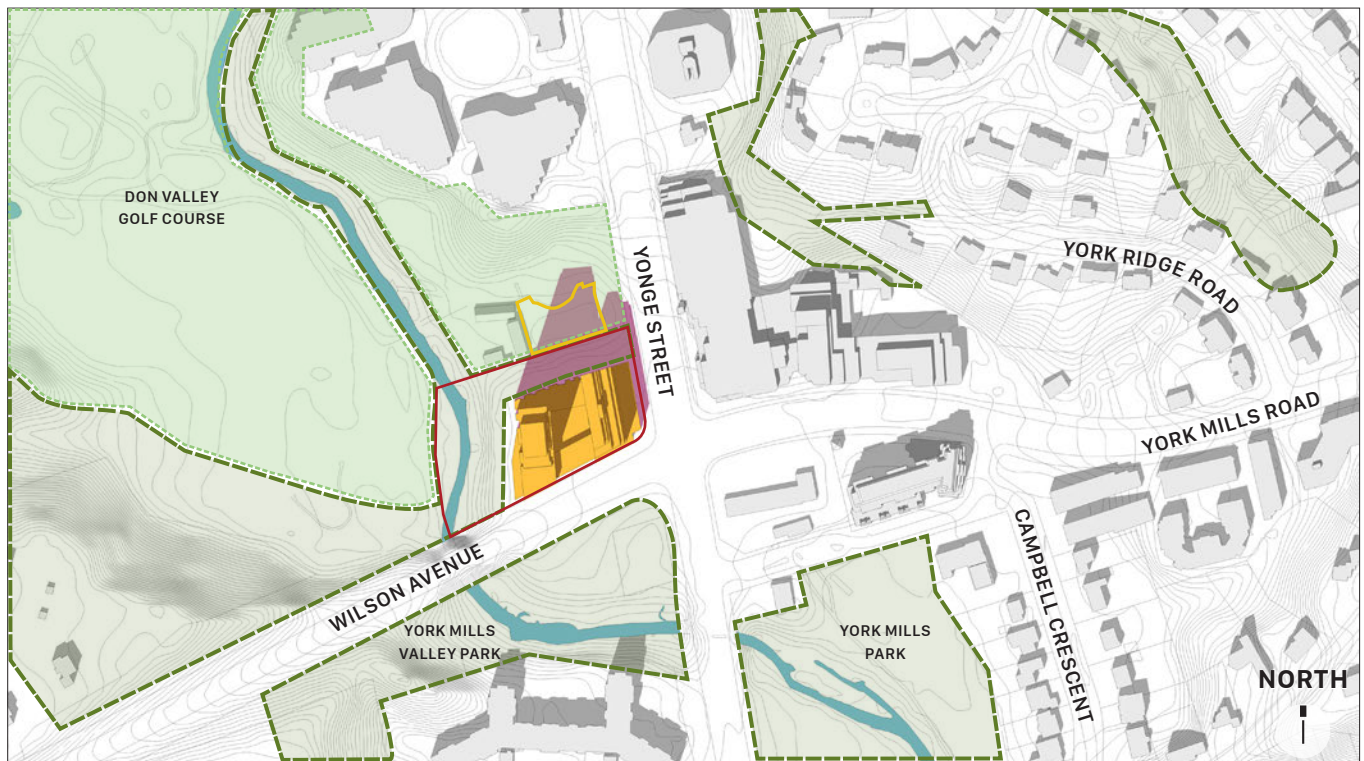 DON VALLEY
GOLF COURSE
YONGE STREET
YORK RIDGE ROAD
YORK MILLS ROAD
WILSON AVENUE
YORK MILLS
VALLEY PARK
YORK MILLS
PARK
CAMPBELL CRESCENT
NORTH